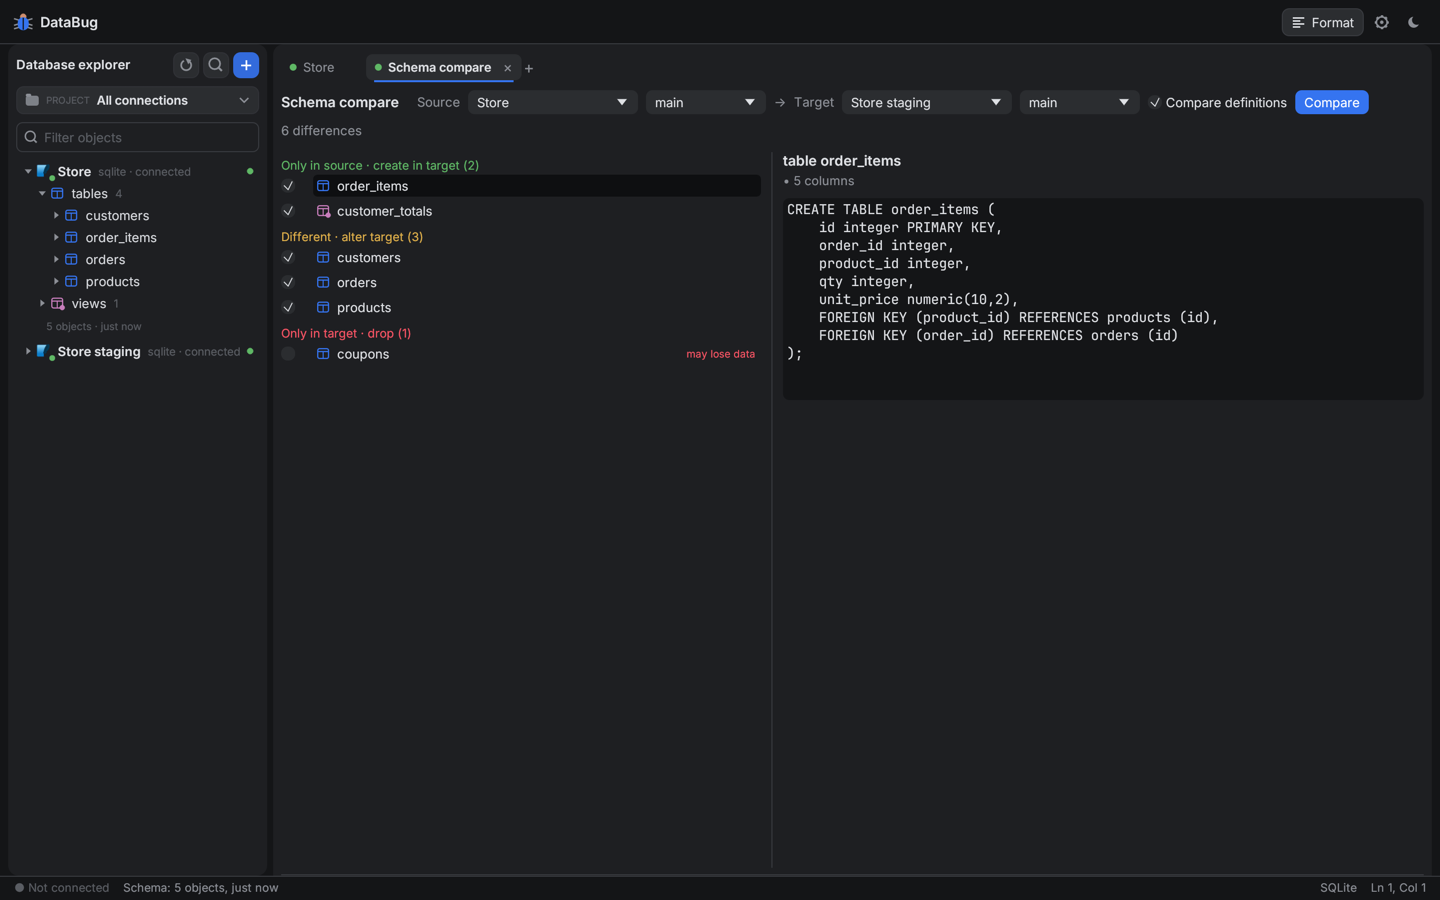 DataBug
Format
Database explorer
PROJECT All connections
Filter objects
Store sqlite · connected
tables 4
customers
order_items
orders
products
views 1
5 objects · just now
Store staging sqlite · connected
Store
Schema compare × +
Schema compare Source Store main → Target Store staging main Compare definitions Compare
6 differences
Only in source · create in target (2)
order_items
customer_totals
Different · alter target (3)
customers
orders
products
Only in target · drop (1)
coupons may lose data
table order_items
• 5 columns
CREATE TABLE order_items (
    id integer PRIMARY KEY,
    order_id integer,
    product_id integer,
    qty integer,
    unit_price numeric(10,2),
    FOREIGN KEY (product_id) REFERENCES products (id),
    FOREIGN KEY (order_id) REFERENCES orders (id)
);
Not connected Schema: 5 objects, just now
SQLite Ln 1, Col 1